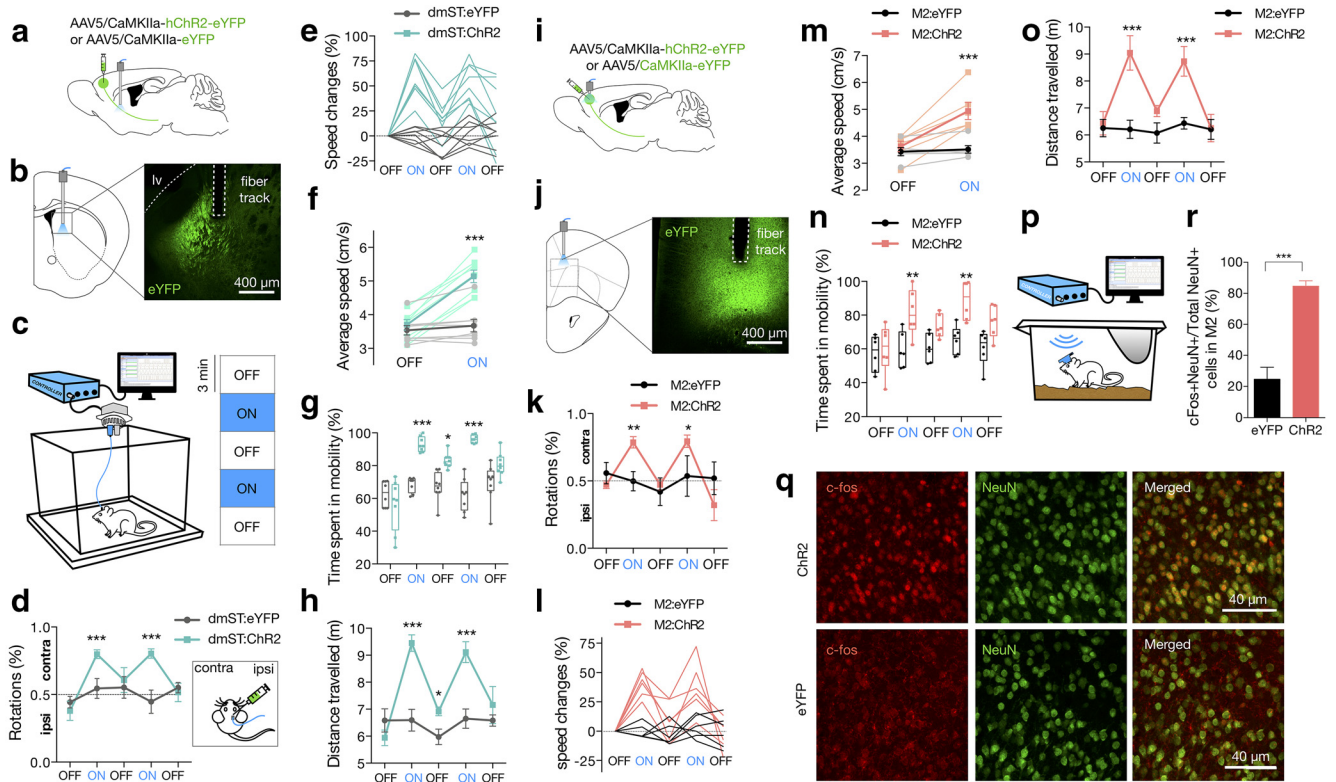 a
AAV5/CaMKIIa-hChR2-eYFP
or AAV5/CaMKIIa-eYFP
b
lv
fiber
track
eYFP
400 μm
c
CONTROLLER
3 min
OFF
ON
OFF
ON
OFF
d
dmST:eYFP
dmST:ChR2
Rotations (%)
ipsi
contra
1.0
0.5
0.0
***
***
OFF
ON
OFF
ON
OFF
contra
ipsi
e
dmST:eYFP
dmST:ChR2
Speed changes (%)
100
75
50
25
0
-25
OFF
ON
OFF
ON
OFF
f
Average speed (cm/s)
7
6
5
4
3
2
***
OFF
ON
g
Time spent in mobility (%)
100
80
60
40
20
***
*
***
OFF
ON
OFF
ON
OFF
h
Distance travelled (m)
11
10
9
8
7
6
5
***
*
***
OFF
ON
OFF
ON
OFF
i
AAV5/CaMKIIa-hChR2-eYFP
or AAV5/CaMKIIa-eYFP
j
eYFP
fiber
track
400 μm
k
M2:eYFP
M2:ChR2
Rotations (%)
ipsi
contra
1.0
0.5
0.0
**
*
OFF
ON
OFF
ON
OFF
l
M2:eYFP
M2:ChR2
speed changes (%)
75
50
25
0
-25
OFF
ON
OFF
ON
OFF
m
M2:eYFP
M2:ChR2
Average speed (cm/s)
7
6
5
4
3
2
***
OFF
ON
n
M2:eYFP
M2:ChR2
Time spent in mobility (%)
100
80
60
40
20
**
**
OFF
ON
OFF
ON
OFF
o
M2:eYFP
M2:ChR2
Distance travelled (m)
10
9
8
7
6
5
***
***
OFF
ON
OFF
ON
OFF
p
CONTROLLER
r
cFos+NeuN+/Total NeuN+
cells in M2 (%)
100
75
50
25
0
***
eYFP
ChR2
q
c-fos
NeuN
Merged
ChR2
40 μm
c-fos
NeuN
Merged
eYFP
40 μm